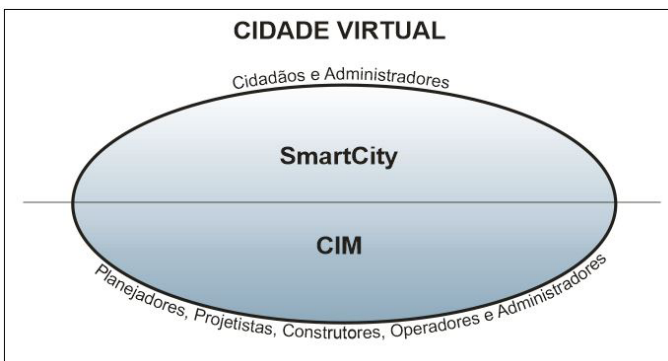 CIDADE VIRTUAL
Cidadãos e Administradores
SmartCity
CIM
Planejadores, Projetistas, Construtores, Operadores e Administradores